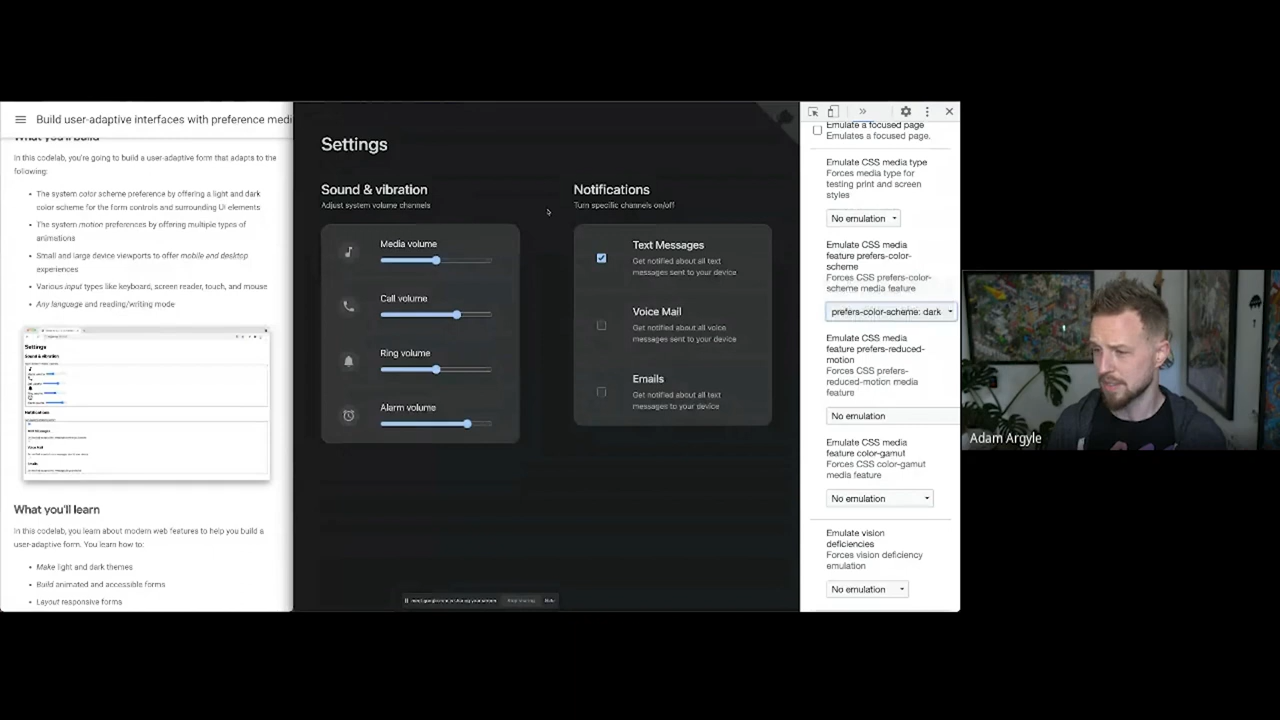 Build user-adaptive interfaces with preference medi
What you'll build
In this codelab, you're going to build a user-adaptive form that adapts to the
following:
• The system color scheme preference by offering a light and dark
color scheme for the form controls and surrounding UI elements
• The system motion preferences by offering multiple types of
animations
• Small and large device viewports to offer mobile and desktop
experiences
• Various input types like keyboard, screen reader, touch, and mouse
• Any language and reading/writing mode
Settings
Sound & vibration
Notifications
What you'll learn
In this codelab, you learn about modern web features to help you build a
user-adaptive form. You learn how to:
• Make light and dark themes
• Build animated and accessible forms
• Layout responsive forms
Settings
Sound & vibration
Adjust system volume channels
Media volume
Call volume
Ring volume
Alarm volume
Notifications
Turn specific channels on/off
Text Messages
Get notified about all text
messages sent to your device
Voice Mail
Get notified about all voice
messages sent to your device
Emails
Get notified about all text
messages to your device
Emulate a focused page
Emulates a focused page.
Emulate CSS media type
Forces media type for
testing print and screen
styles
No emulation
Emulate CSS media
feature prefers-color-
scheme
Forces CSS prefers-color-
scheme media feature
prefers-color-scheme: dark
Emulate CSS media
feature prefers-reduced-
motion
Forces CSS prefers-
reduced-motion media
feature
No emulation
Emulate CSS media
feature color-gamut
Forces CSS color-gamut
media feature
No emulation
Emulate vision
deficiencies
Forces vision deficiency
emulation
No emulation
Adam Argyle